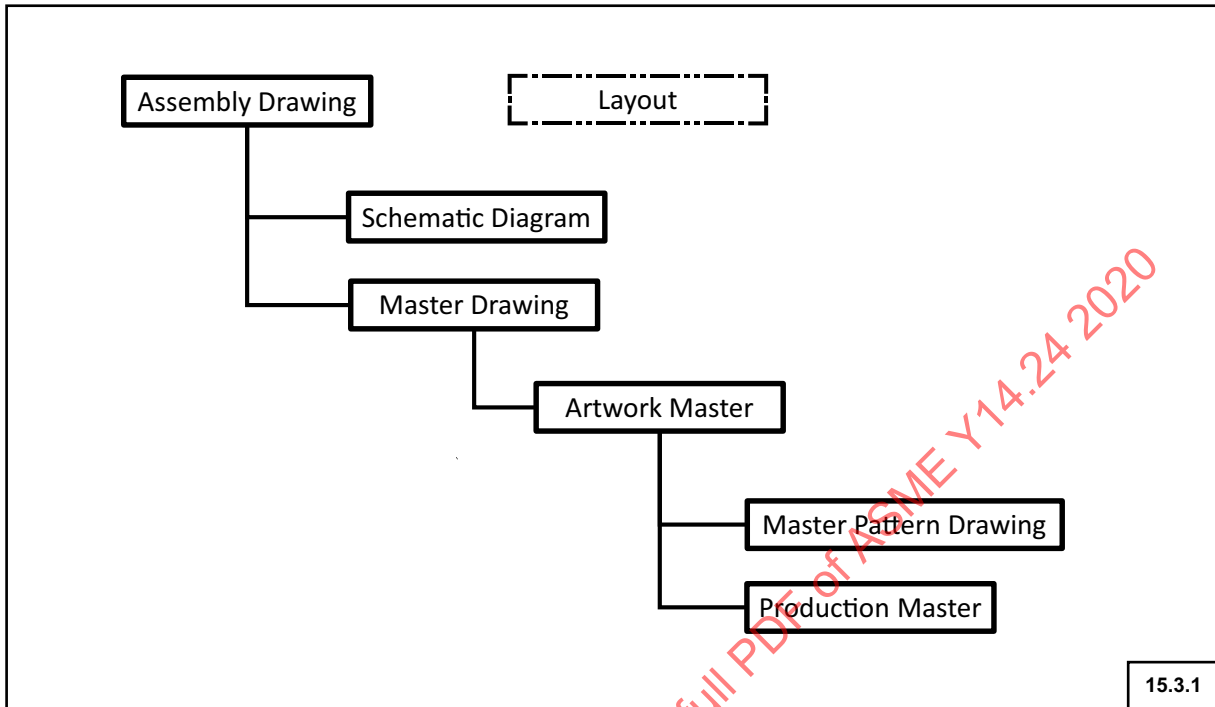 Assembly Drawing
Layout
Schematic Diagram
Master Drawing
Artwork Master
Master Pattern Drawing
Production Master
full PDF of ASME Y14.24 2020
15.3.1